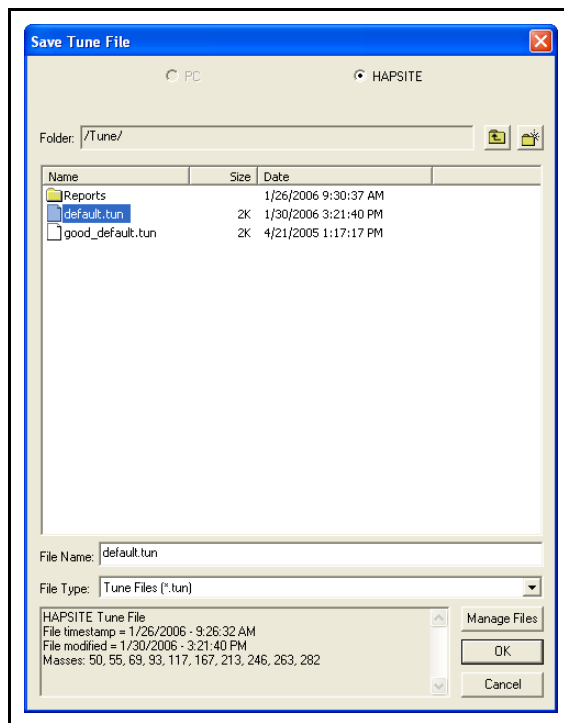 Save Tune File
PC HAPSITE
Folder: /Tune/
Name Size Date
Reports 1/26/2006 9:30:37 AM
default.tun 2K 1/30/2006 3:21:40 PM
good_default.tun 2K 4/21/2005 1:17:17 PM
File Name: default.tun
File Type: Tune Files (*.tun)
HAPSITE Tune File
File timestamp = 1/26/2006 - 9:26:32 AM
File modified = 1/30/2006 - 3:21:40 PM
Masses: 50, 55, 69, 93, 117, 167, 213, 246, 263, 282
Manage Files
OK
Cancel